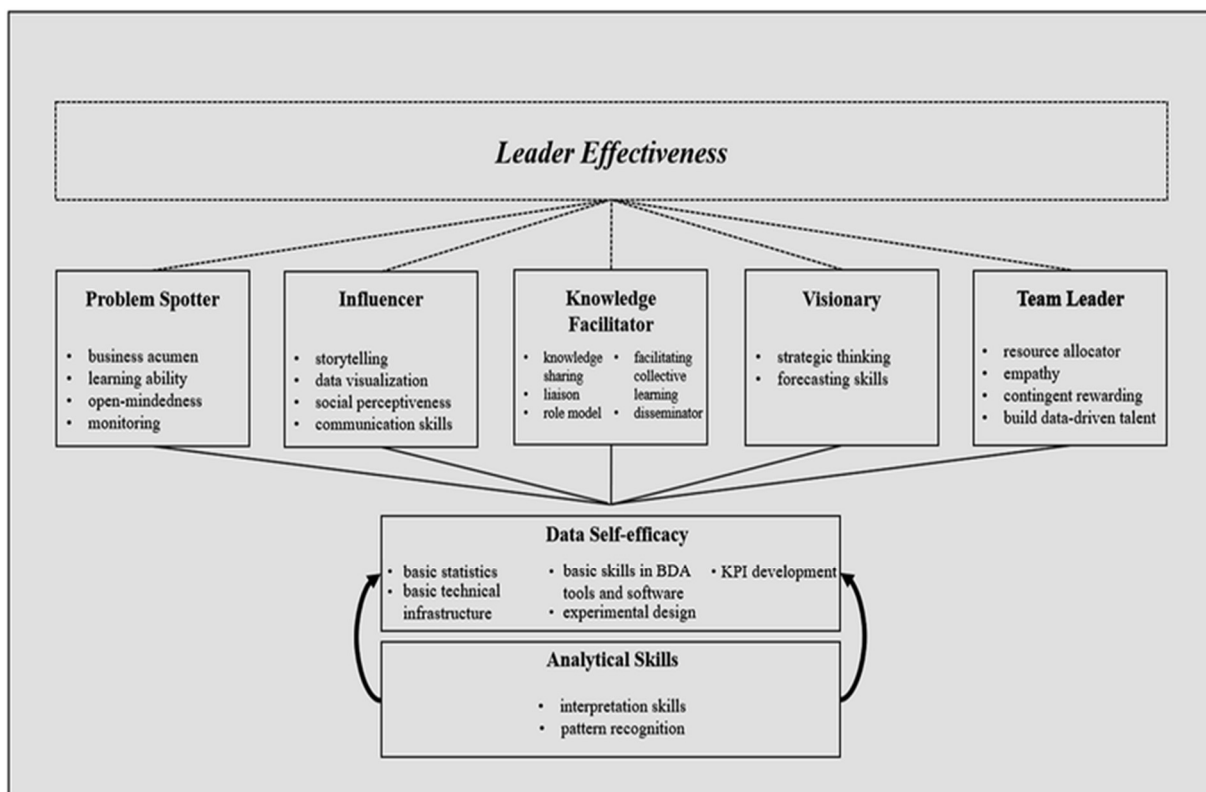 Leader Effectiveness
Problem Spotter
• business acumen
• learning ability
• open-mindedness
• monitoring
Influencer
• storytelling
• data visualization
• social perceptiveness
• communication skills
Knowledge
Facilitator
• knowledge
sharing
• liaison
• role model
• facilitating
collective
learning
• disseminator
Visionary
• strategic thinking
• forecasting skills
Team Leader
• resource allocator
• empathy
• contingent rewarding
• build data-driven talent
Data Self-efficacy
• basic statistics
• basic technical
infrastructure
• basic skills in BDA
tools and software
• experimental design
• KPI development
Analytical Skills
• interpretation skills
• pattern recognition